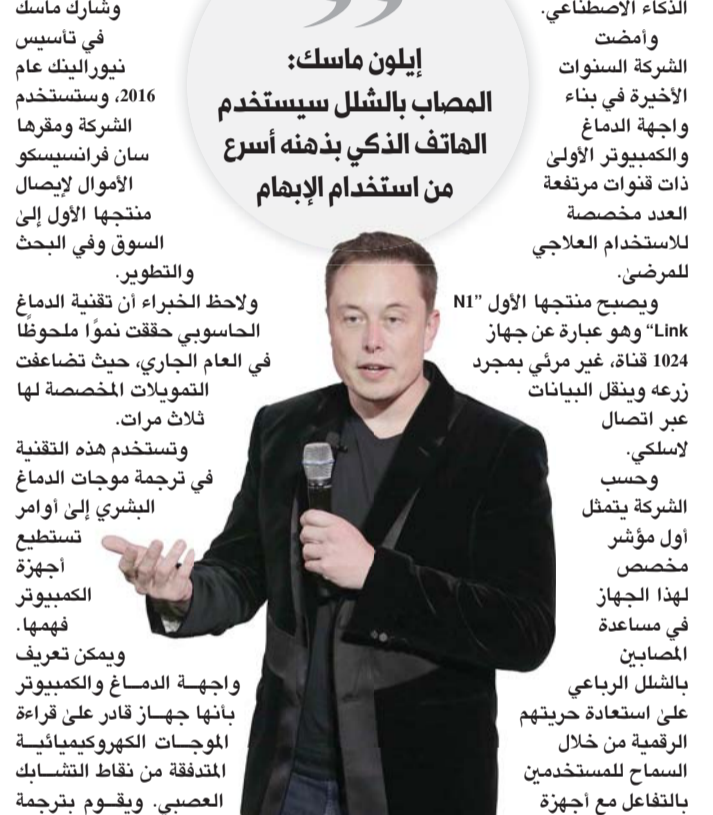 الذكاء الاصطناعي.
وأمضت
الشركة السنوات
الأخيرة في بناء
واجهة الدماغ
والكمبيوتر الأولىٰ
ذات قنوات مرتفعة
العدد مخصصة
للاستخدام العلاجي
للمرضىٰ.
ويصبح منتجها الأول ”N1
Link“ وهو عبارة عن جهاز
1024 قناة، غير مرئي بمجرد
زرعه وينقل البيانات
عبر اتصال
لاسلكي.
وحسب
الشركة يتمثل
أول مؤشر
مخصص
لهذا الجهاز
في مساعدة
المصابين
بالشلل الرباعي
علىٰ استعادة حريتهم
الرقمية من خلال
السماح للمستخدمين
بالتفاعل مع أجهزة
إيلون ماسك:
المصاب بالشلل سيستخدم
الهاتف الذكي بذهنه أسرع
من استخدام الإبهام
وشارك ماسك
في تأسيس
نيورالينك عام
2016، وستستخدم
الشركة ومقرها
سان فرانسيسكو
الأموال لإيصال
منتجها الأول إلىٰ
السوق وفي البحث
والتطوير.
ولاحظ الخبراء أن تقنية الدماغ
الحاسوبي حققت نموًا ملحوظًا
في العام الجاري، حيث تضاعفت
التمويلات المخصصة لها
ثلاث مرات.
وتستخدم هذه التقنية
في ترجمة موجات الدماغ
البشري إلىٰ أوامر
تستطيع
أجهزة
الكمبيوتر
فهمها.
ويمكن تعريف
واجهــة الدمــاغ والكمبيوتر
بأنها جهــاز قادر علىٰ قراءة
الموجــات الكهروكيميائيــة
المتدفقة من نقاط التشــابك
العصبي. ويقــوم بترجمة